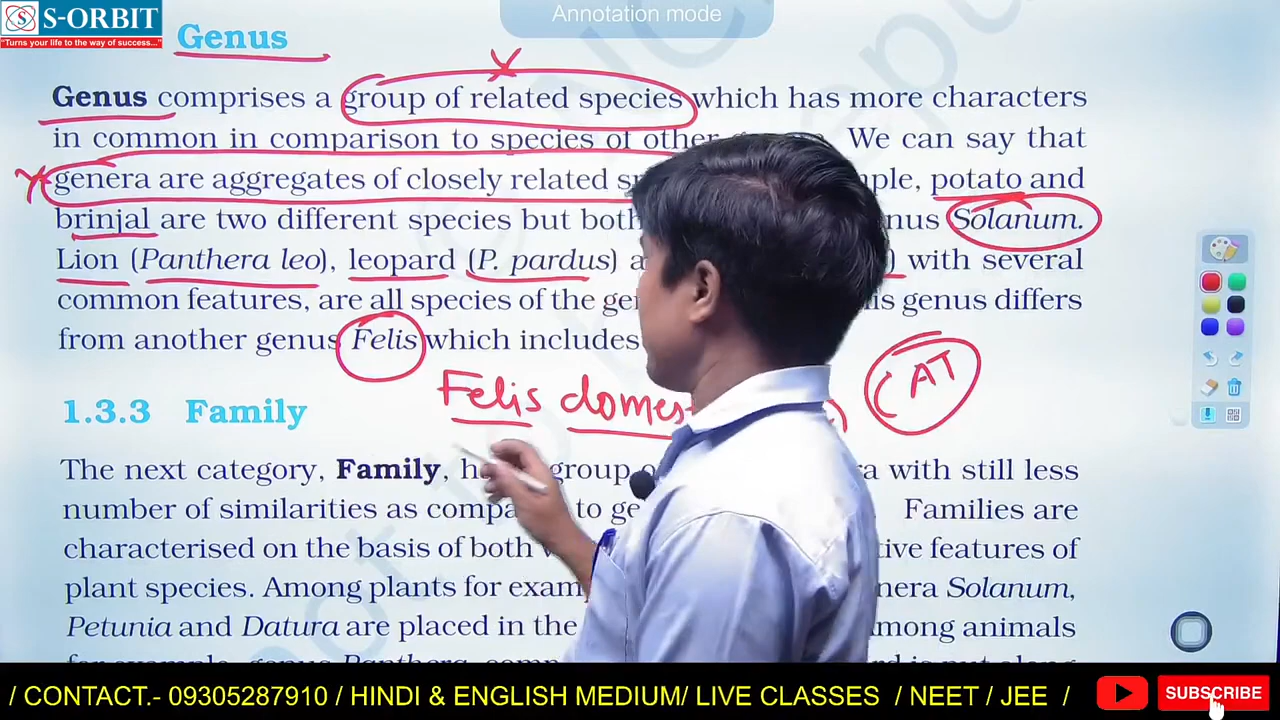 Annotation mode
S-ORBIT
"Turns your life to the way of success..."
Genus
Genus comprises a group of related species which has more characters
in common in comparison to species of other We can say that
genera are aggregates of closely related potato and
brinjal are two different species but both Solanum.
Lion (Panthera leo), leopard (P. pardus) with several
common features, are all species of the genus differs
from another genus Felis which includes
Felis CAT
1.3.3 Family
The next category, Family, group with still less
number of similarities as to Families are
characterised on the basis of both features of
plant species. Among plants for Solanum,
Petunia and Datura are placed in the among animals
/ CONTACT.- 09305287910 / HINDI & ENGLISH MEDIUM/ LIVE CLASSES / NEET / JEE /
SUBSCRIBE